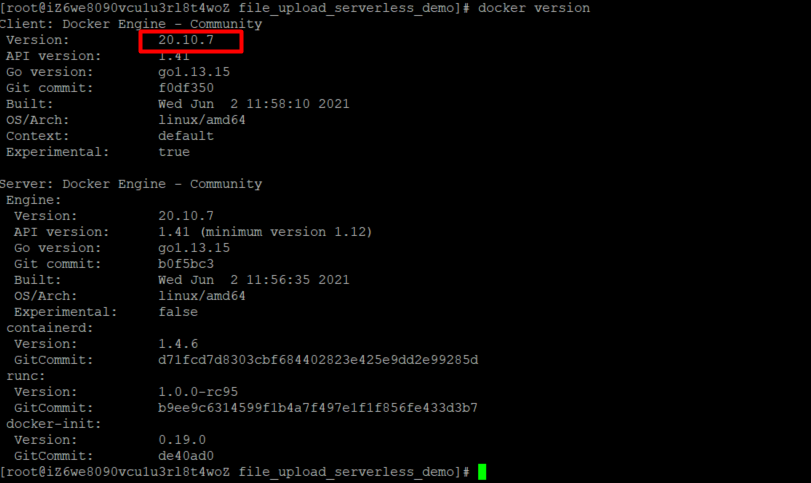 [root@iZ6we8090vcu1u3rl8t4woZ file_upload_serverless_demo]# docker version
Client: Docker Engine - Community
 Version:           20.10.7
 API version:       1.41
 Go version:        go1.13.15
 Git commit:        f0df350
 Built:             Wed Jun  2 11:58:10 2021
 OS/Arch:           linux/amd64
 Context:           default
 Experimental:      true

Server: Docker Engine - Community
 Engine:
  Version:          20.10.7
  API version:      1.41 (minimum version 1.12)
  Go version:       go1.13.15
  Git commit:       b0f5bc3
  Built:            Wed Jun  2 11:56:35 2021
  OS/Arch:          linux/amd64
  Experimental:     false
 containerd:
  Version:          1.4.6
  GitCommit:        d71fcd7d8303cbf684402823e425e9dd2e99285d
 runc:
  Version:          1.0.0-rc95
  GitCommit:        b9ee9c6314599f1b4a7f497e1f1f856fe433d3b7
 docker-init:
  Version:          0.19.0
  GitCommit:        de40ad0
[root@iZ6we8090vcu1u3rl8t4woZ file_upload_serverless_demo]#